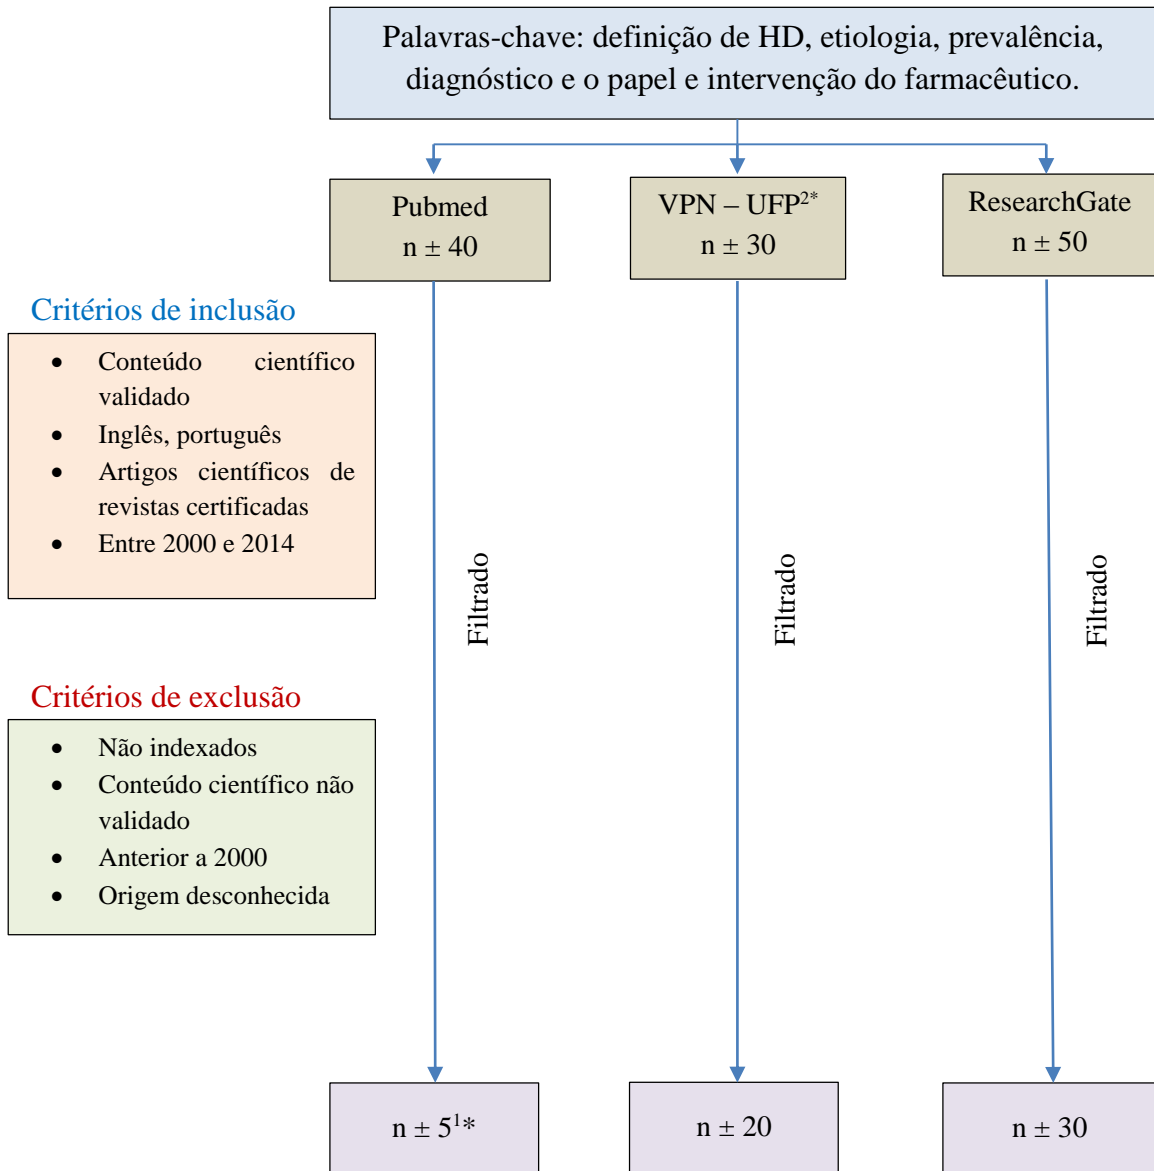 Palavras-chave: definição de HD, etiologia, prevalência,
diagnóstico e o papel e intervenção do farmacêutico.
Pubmed
n ± 40
VPN – UFP²*
n ± 30
ResearchGate
n ± 50
Critérios de inclusão
• Conteúdo científico
validado
• Inglês, português
• Artigos científicos de
revistas certificadas
• Entre 2000 e 2014
Filtrado
Filtrado
Filtrado
Critérios de exclusão
• Não indexados
• Conteúdo científico não
validado
• Anterior a 2000
• Origem desconhecida
n ± 5¹*
n ± 20
n ± 30